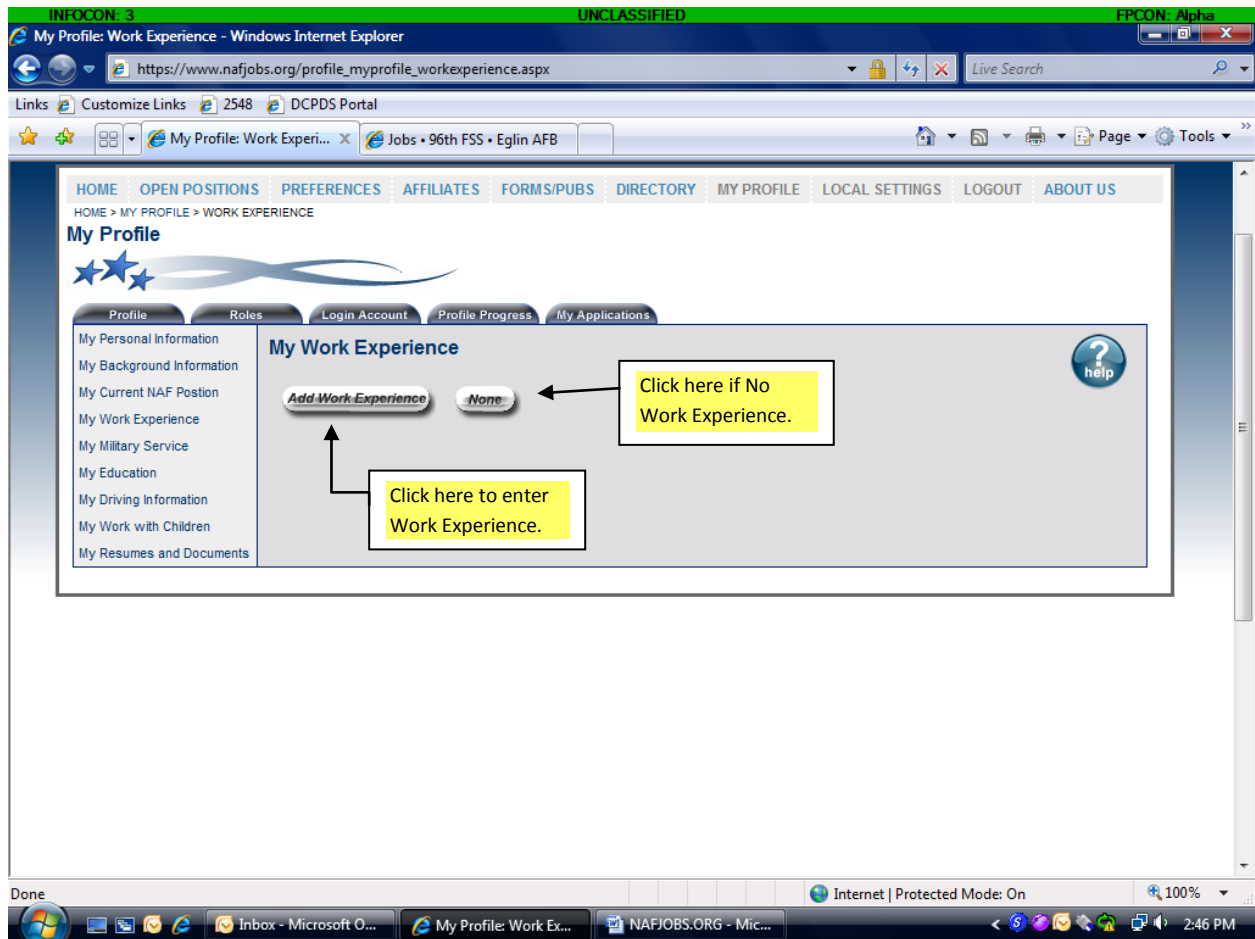 INFOCON: 3 UNCLASSIFIED FPCON: Alpha
My Profile: Work Experience - Windows Internet Explorer
https://www.nafjobs.org/profile_myprofile_workexperience.aspx Live Search
Links Customize Links 2548 DCPDS Portal
My Profile: Work Experi... Jobs • 96th FSS • Eglin AFB Page Tools
HOME OPEN POSITIONS PREFERENCES AFFILIATES FORMS/PUBS DIRECTORY MY PROFILE LOCAL SETTINGS LOGOUT ABOUT US
HOME > MY PROFILE > WORK EXPERIENCE
My Profile
Profile Roles Login Account Profile Progress My Applications
My Personal Information
My Background Information
My Current NAF Postion
My Work Experience
My Military Service
My Education
My Driving Information
My Work with Children
My Resumes and Documents
My Work Experience
? help
Add Work Experience None
Click here if No
Work Experience.
Click here to enter
Work Experience.
Done Internet | Protected Mode: On 100%
Inbox - Microsoft O... My Profile: Work Ex... NAFJOBS.ORG - Mic... 2:46 PM